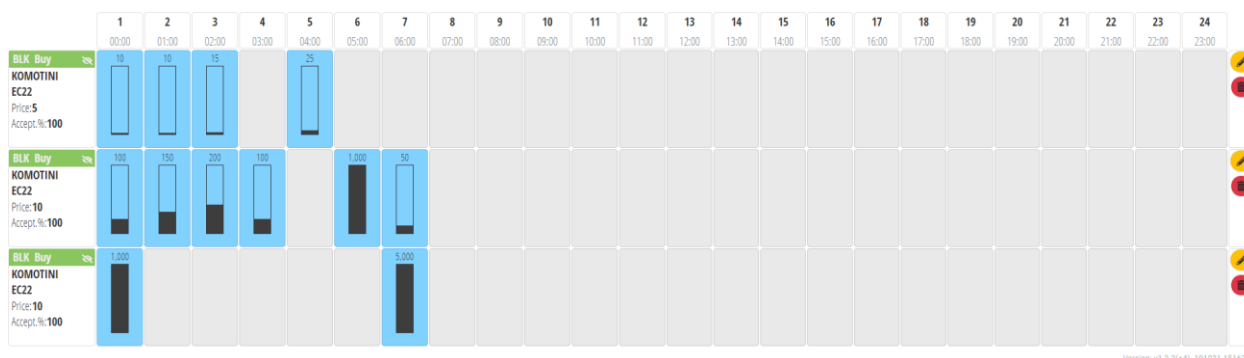 1 2 3 4 5 6 7 8 9 10 11 12 13 14 15 16 17 18 19 20 21 22 23 24
00:00 01:00 02:00 03:00 04:00 05:00 06:00 07:00 08:00 09:00 10:00 11:00 12:00 13:00 14:00 15:00 16:00 17:00 18:00 19:00 20:00 21:00 22:00 23:00
BLK Buy 10 10 15 25
KOMOTINI
EC22
Price:5
Accept.%:100
BLK Buy 100 150 200 100 1,000 50
KOMOTINI
EC22
Price:10
Accept.%:100
BLK Buy 1,000 5,000
KOMOTINI
EC22
Price:10
Accept.%:100